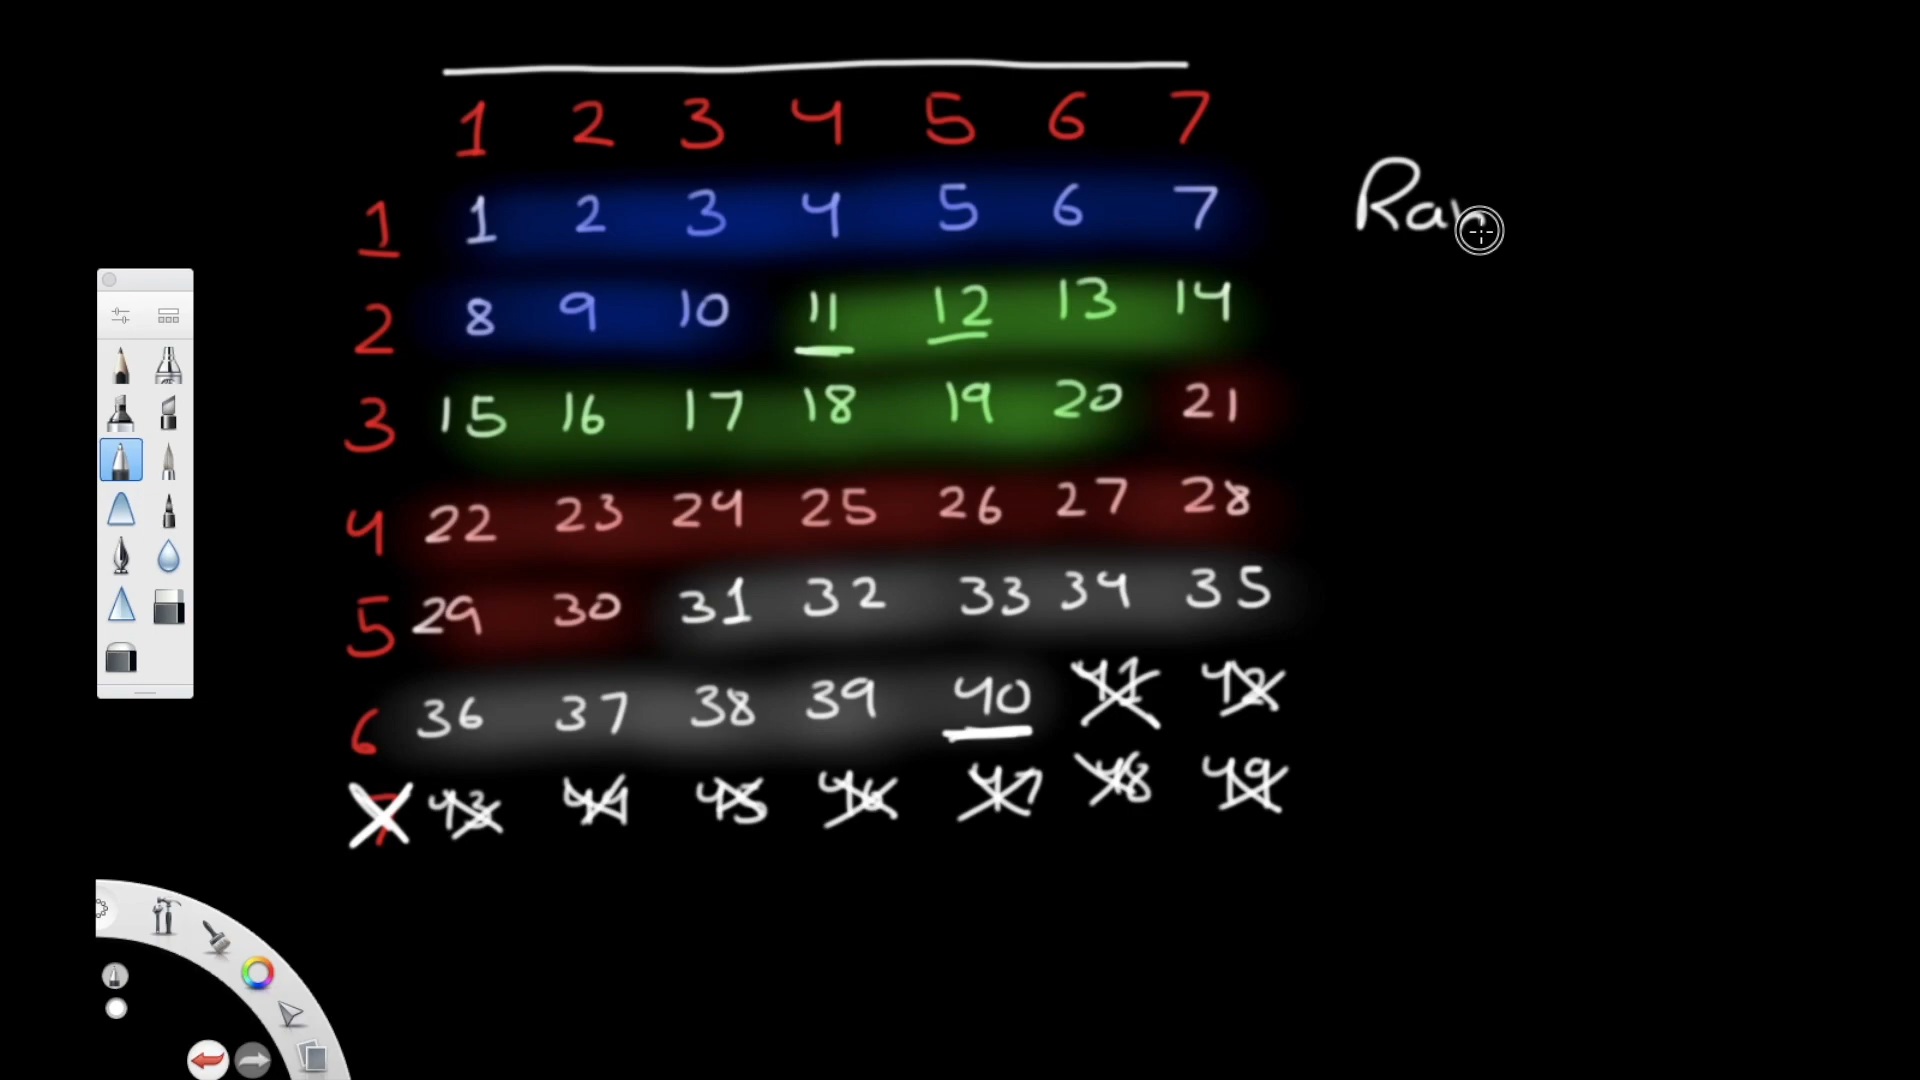 1 2 3 4 5 6 7
1 1 2 3 4 5 6 7
Ran
2 8 9 10 11 12 13 14
3 15 16 17 18 19 20 21
4 22 23 24 25 26 27 28
5 29 30 31 32 33 34 35
6 36 37 38 39 40 41 42
7 43 44 45 46 47 48 49